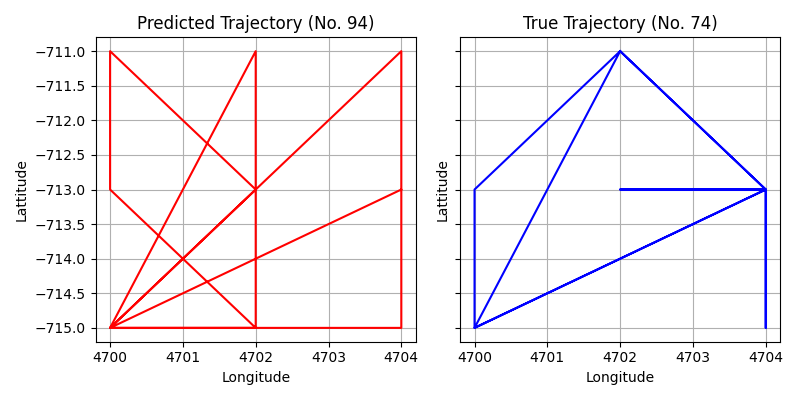 Predicted Trajectory (No. 94)
True Trajectory (No. 74)
Lattitude
−711.0
−711.5
−712.0
−712.5
−713.0
−713.5
−714.0
−714.5
−715.0
4700 4701 4702 4703 4704
Longitude
Lattitude
4700 4701 4702 4703 4704
Longitude